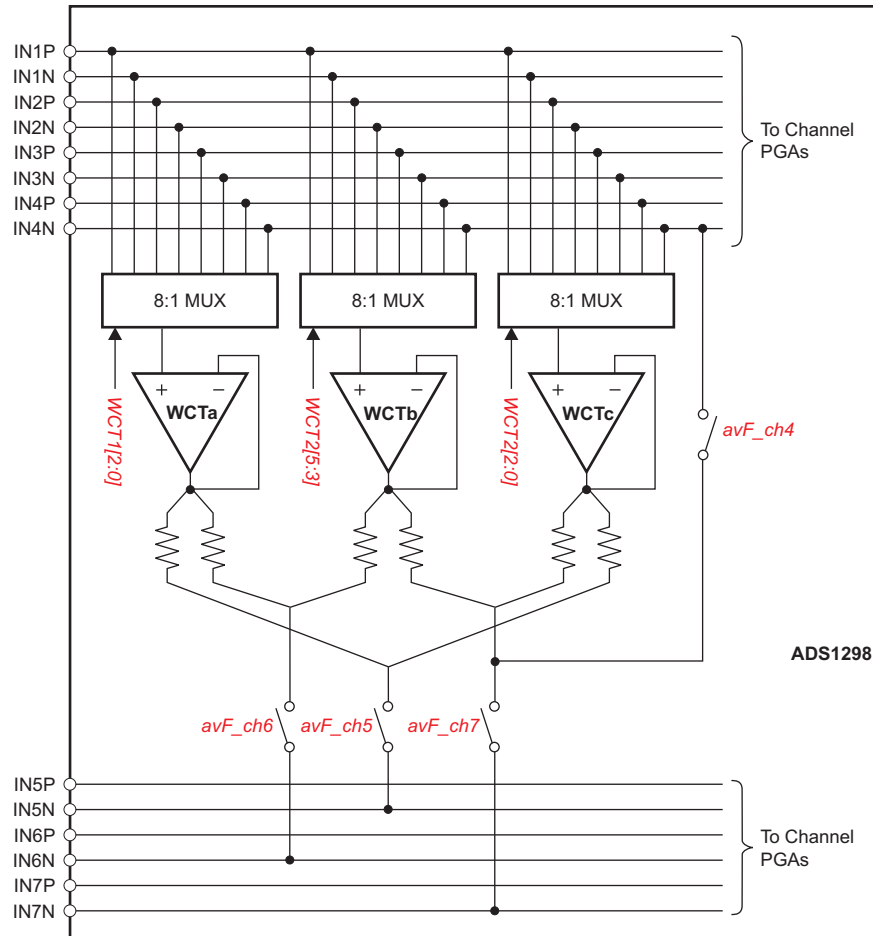 IN1P
IN1N
IN2P
IN2N
IN3P
IN3N
IN4P
IN4N
To Channel
PGAs
8:1 MUX
8:1 MUX
8:1 MUX
WCT1[2:0]
+
−
WCTa
WCT2[5:3]
+
−
WCTb
WCT2[2:0]
+
−
WCTc
avF_ch4
ADS1298
avF_ch6
avF_ch5
avF_ch7
IN5P
IN5N
IN6P
IN6N
IN7P
IN7N
To Channel
PGAs